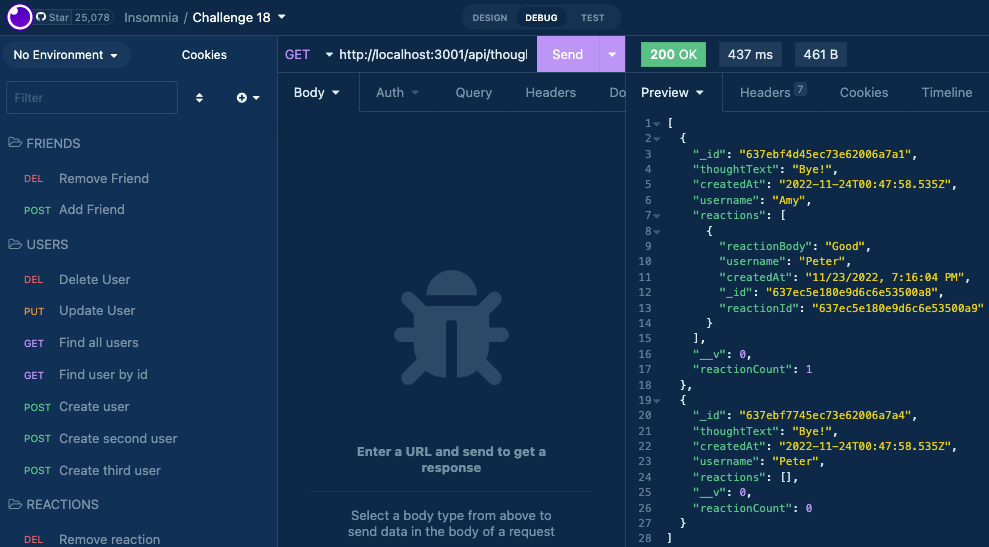 Star 25,078 Insomnia / Challenge 18
DESIGN DEBUG TEST
No Environment Cookies
Filter
FRIENDS
DEL Remove Friend
POST Add Friend
USERS
DEL Delete User
PUT Update User
GET Find all users
GET Find user by id
POST Create user
POST Create second user
POST Create third user
REACTIONS
DEL Remove reaction
GET http://localhost:3001/api/though Send
Body Auth Query Headers Do
Enter a URL and send to get a
response
Select a body type from above to
send data in the body of a request
200 OK 437 ms 461 B
Preview Headers 7 Cookies Timeline
1 [
2 {
3 "_id": "637ebf4d45ec73e62006a7a1",
4 "thoughtText": "Bye!",
5 "createdAt": "2022-11-24T00:47:58.535Z",
6 "username": "Amy",
7 "reactions": [
8 {
9 "reactionBody": "Good",
10 "username": "Peter",
11 "createdAt": "11/23/2022, 7:16:04 PM",
12 "_id": "637ec5e180e9d6c6e53500a8",
13 "reactionId": "637ec5e180e9d6c6e53500a9"
14 }
15 ],
16 "__v": 0,
17 "reactionCount": 1
18 },
19 {
20 "_id": "637ebf7745ec73e62006a7a4",
21 "thoughtText": "Bye!",
22 "createdAt": "2022-11-24T00:47:58.535Z",
23 "username": "Peter",
24 "reactions": [],
25 "__v": 0,
26 "reactionCount": 0
27 }
28 ]